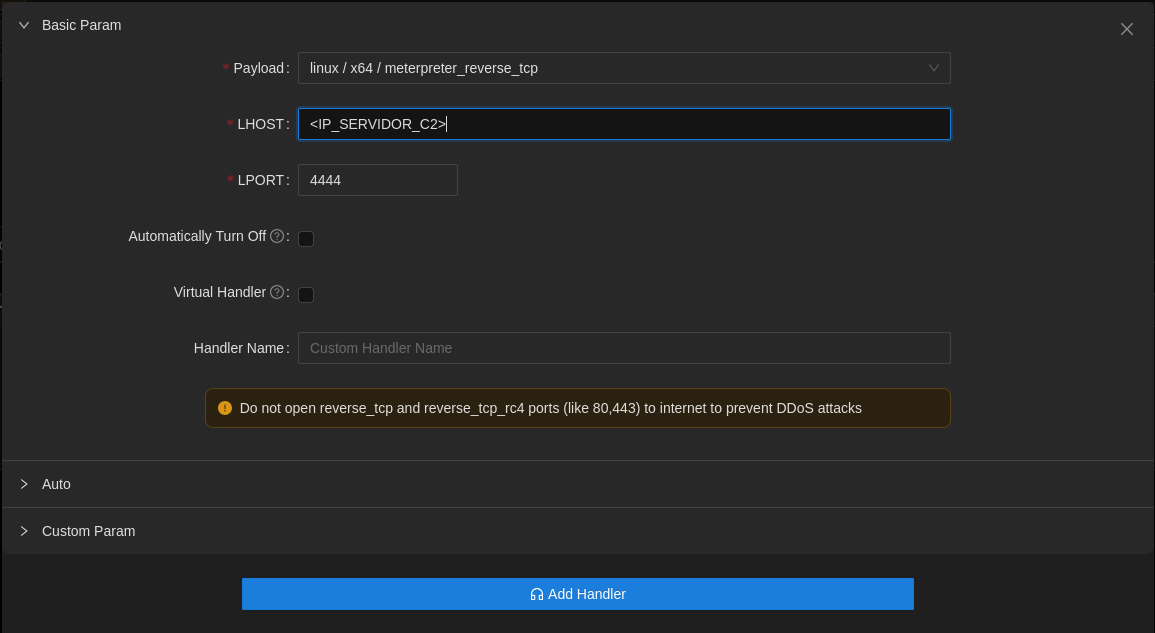 Basic Param
* Payload: linux / x64 / meterpreter_reverse_tcp
* LHOST: <IP_SERVIDOR_C2>
* LPORT: 4444
Automatically Turn Off ? :
Virtual Handler ? :
Handler Name: Custom Handler Name
! Do not open reverse_tcp and reverse_tcp_rc4 ports (like 80,443) to internet to prevent DDoS attacks
Auto
Custom Param
Add Handler